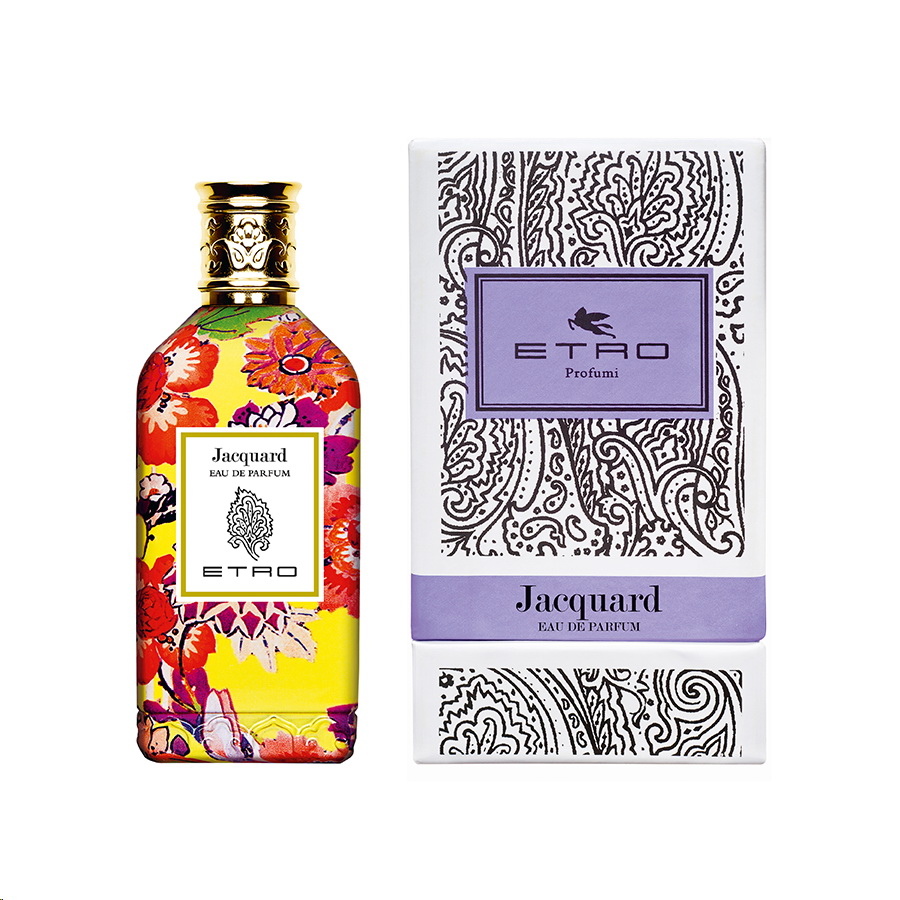 Jacquard
EAU DE PARFUM
ETRO
ETRO
Profumi
Jacquard
EAU DE PARFUM